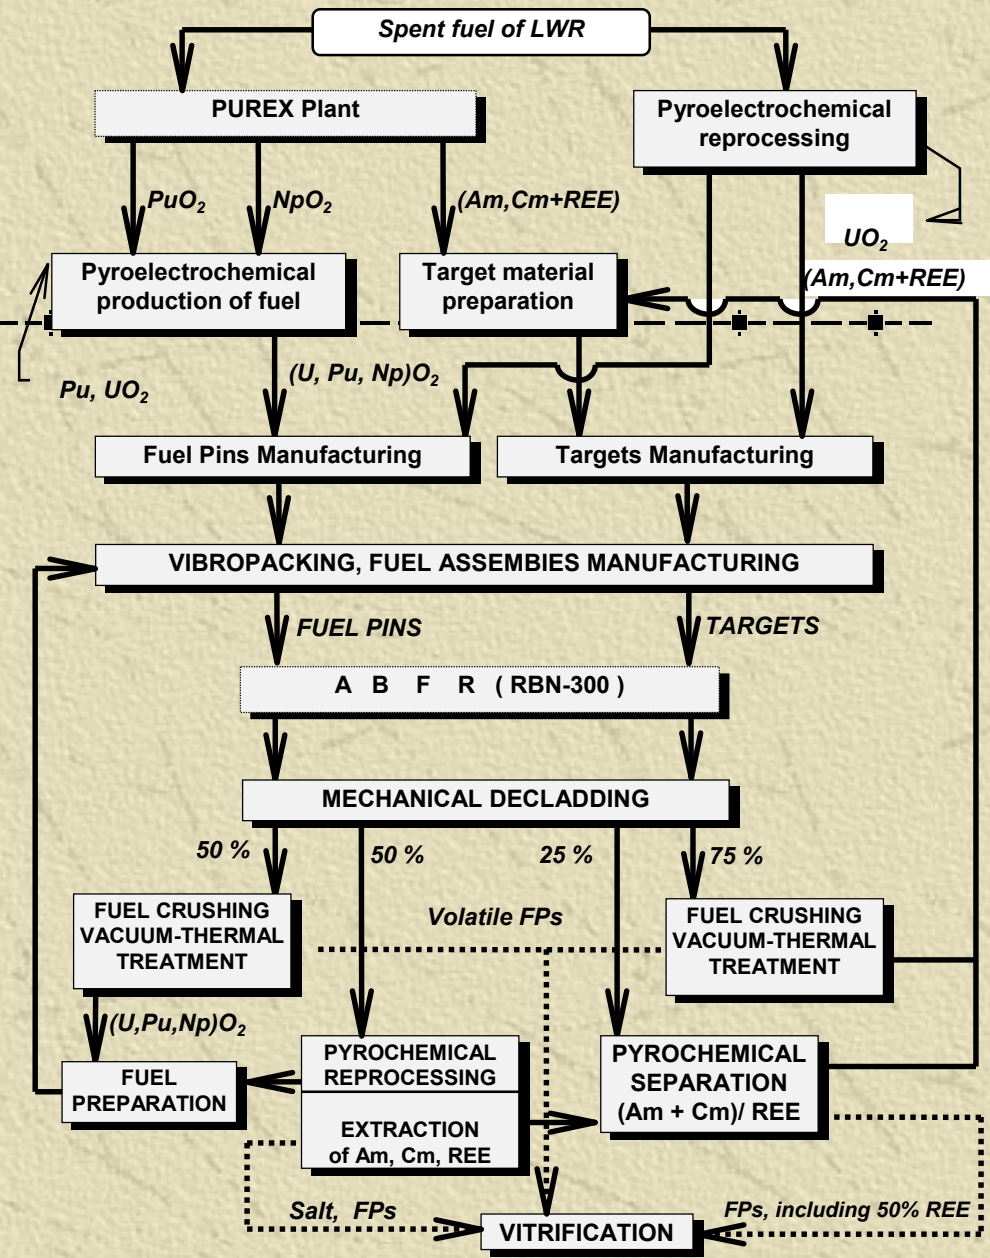 Spent fuel of LWR
PUREX Plant
Pyroelectrochemical
reprocessing
PuO₂
NpO₂
(Am,Cm+REE)
UO₂
Pyroelectrochemical
production of fuel
Target material
preparation
(Am,Cm+REE)
Pu, UO₂
(U, Pu, Np)O₂
Fuel Pins Manufacturing
Targets Manufacturing
VIBROPACKING, FUEL ASSEMBIES MANUFACTURING
FUEL PINS
TARGETS
A B F R ( RBN-300 )
MECHANICAL DECLADDING
50 %
50 %
25 %
75 %
FUEL CRUSHING
VACUUM-THERMAL
TREATMENT
Volatile FPs
FUEL CRUSHING
VACUUM-THERMAL
TREATMENT
(U,Pu,Np)O₂
FUEL
PREPARATION
PYROCHEMICAL
REPROCESSING
EXTRACTION
of Am, Cm, REE
PYROCHEMICAL
SEPARATION
(Am + Cm)/ REE
Salt, FPs
FPs, including 50% REE
VITRIFICATION